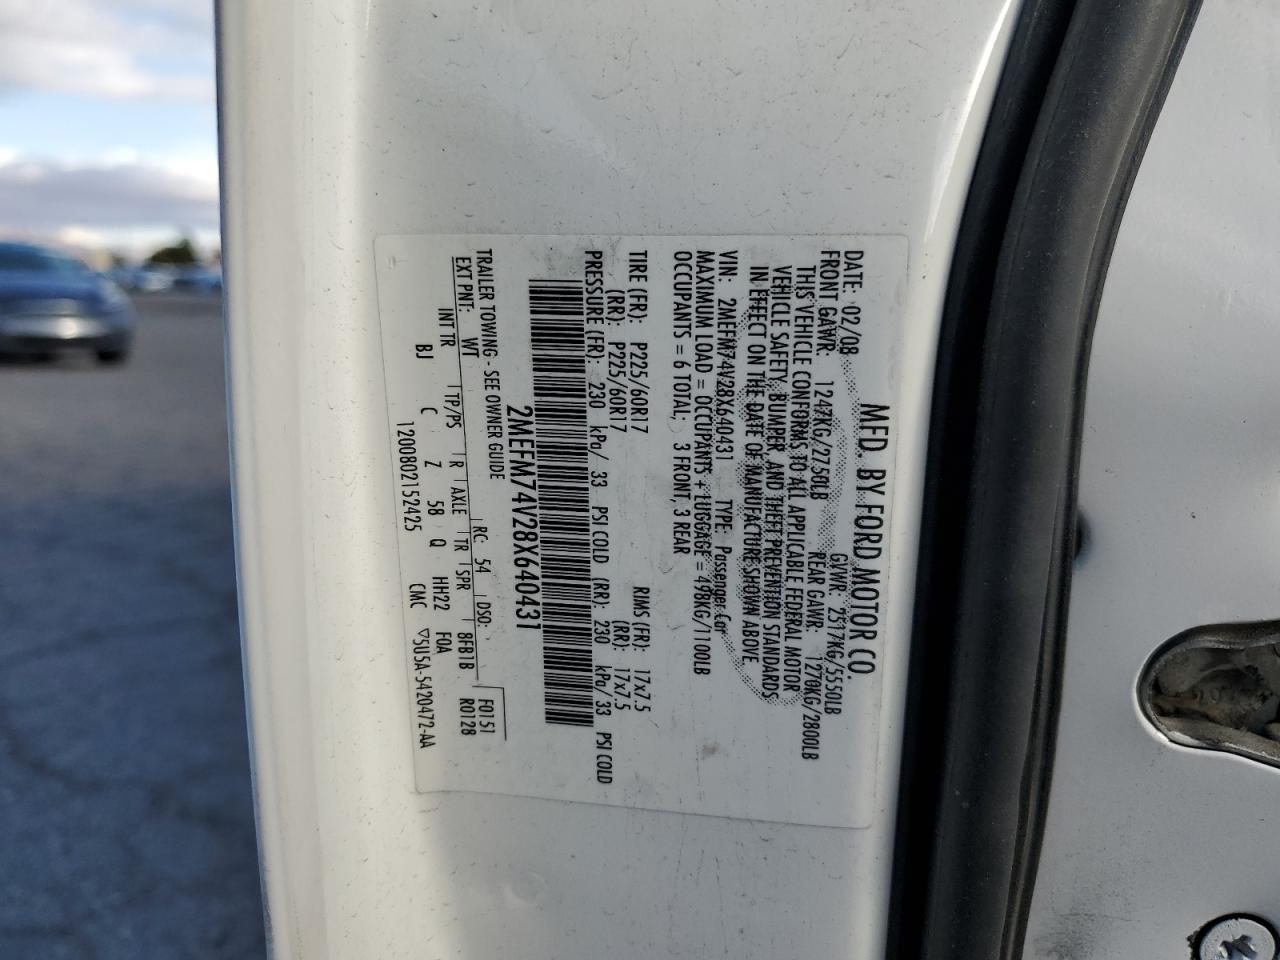 MFD. BY FORD MOTOR CO.
DATE: 02/08 GVWR: 2517KG/5550LB
FRONT GAWR: 1247KG/2750LB REAR GAWR: 1270KG/2800LB
THIS VEHICLE CONFORMS TO ALL APPLICABLE FEDERAL MOTOR
VEHICLE SAFETY, BUMPER, AND THEFT PREVENTION STANDARDS
IN EFFECT ON THE DATE OF MANUFACTURE SHOWN ABOVE.
VIN: 2MEFM74V28X640431 TYPE: Passenger Car
MAXIMUM LOAD = OCCUPANTS + LUGGAGE = 498KG/1100LB
OCCUPANTS = 6 TOTAL; 3 FRONT, 3 REAR
TIRE (FR): P225/60R17 RIMS (FR): 17x7.5
(RR): P225/60R17 (RR): 17x7.5
PRESSURE (FR): 230 kPa/ 33 PSI COLD (RR): 230 kPa/33 PSI COLD
2MEFM74V28X640431
TRAILER TOWING - SEE OWNER GUIDE F0151
EXT PNT: WT RC: 54 DSO: R0128
INT TR TP/PS R AXLE TR SPR 8FB1B
BJ C Z 5B Q HH22 F0A
1200802152425 CMC ▽5U5A-5420472-AA